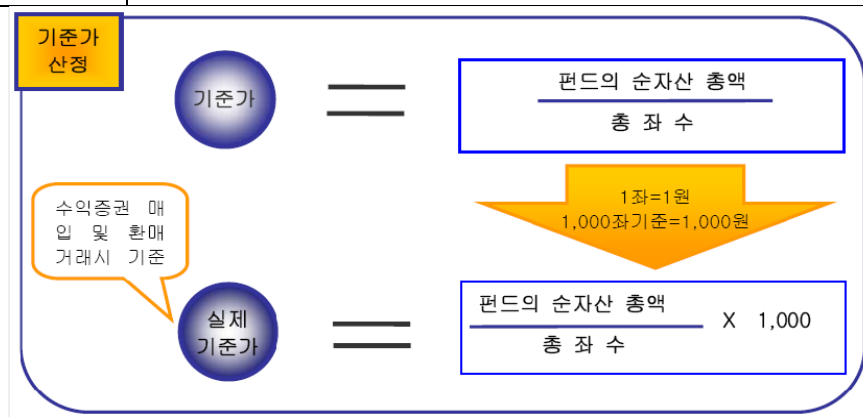 기준가
산정
기준가
펀드의 순자산 총액
총 좌 수
1좌=1원
1,000좌기준=1,000원
수익증권 매
입 및 환매
거래시 기준
실제
기준가
펀드의 순자산 총액
총 좌 수
X 1,000